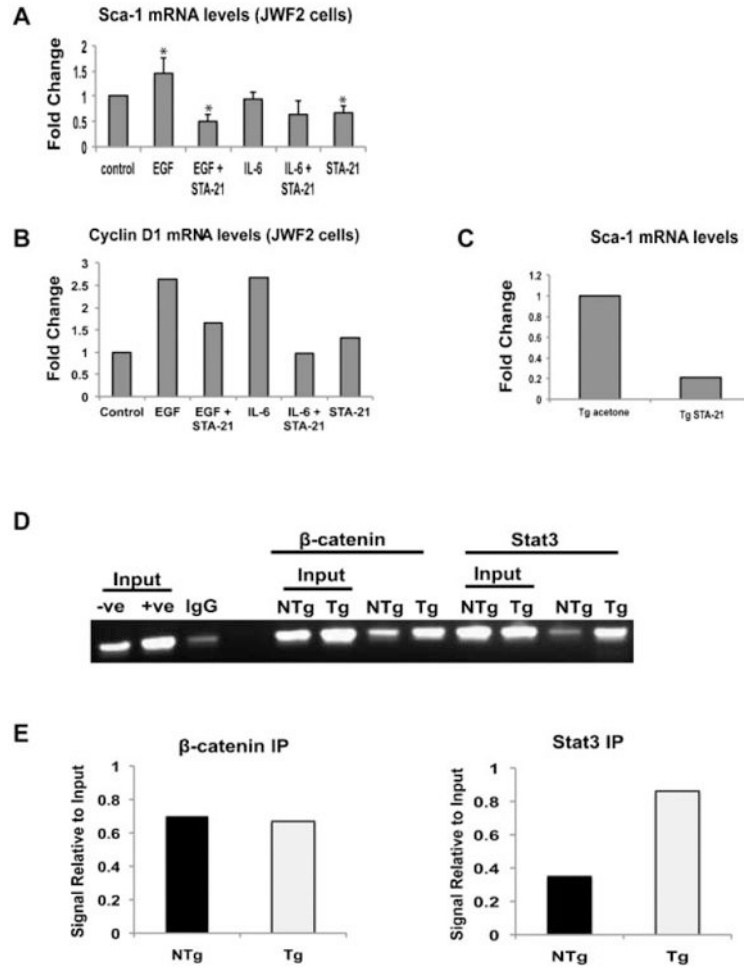 A
Sca-1 mRNA levels (JWF2 cells)
Fold Change
2
1.5
1
0.5
0
*
*
*
control EGF EGF + STA-21 IL-6 IL-6 + STA-21 STA-21
B
Cyclin D1 mRNA levels (JWF2 cells)
Fold Change
3
2.5
2
1.5
1
0.5
0
Control EGF EGF + STA-21 IL-6 IL-6 + STA-21 STA-21
C
Sca-1 mRNA levels
Fold Change
1.2
1
0.8
0.6
0.4
0.2
0
Tg acetone Tg STA-21
D
β-catenin Stat3
Input Input Input
-ve +ve IgG NTg Tg NTg Tg NTg Tg NTg Tg
E
β-catenin IP
Signal Relative to Input
1
0.8
0.6
0.4
0.2
0
NTg Tg
Stat3 IP
Signal Relative to Input
1
0.8
0.6
0.4
0.2
0
NTg Tg